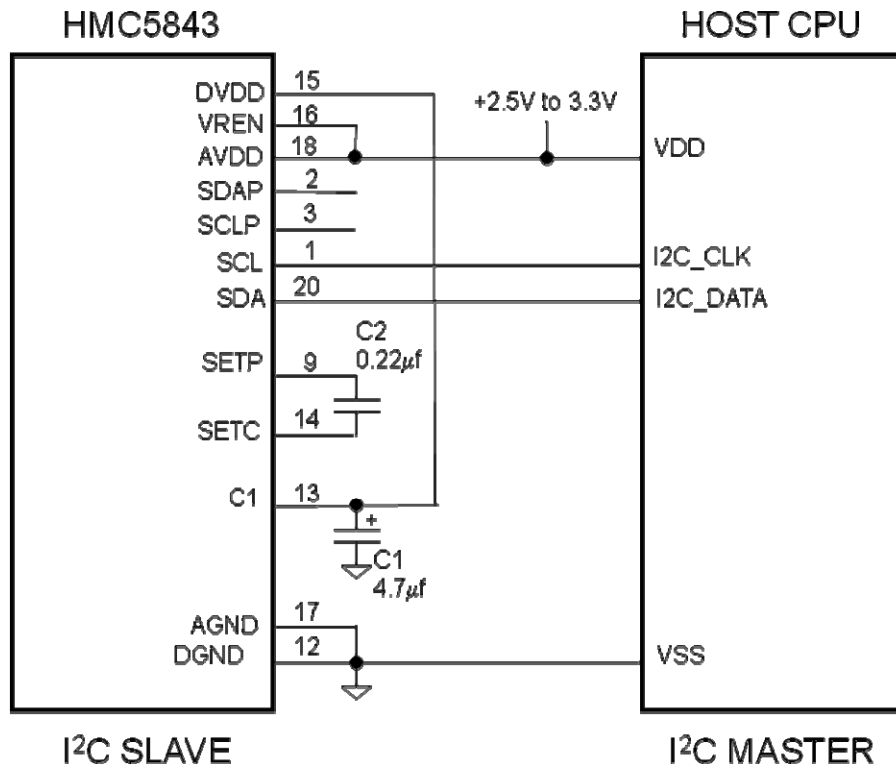 HMC5843
HOST CPU
DVDD 15
VREN 16
AVDD 18
SDAP 2
SCLP 3
SCL 1
SDA 20
SETP 9
SETC 14
C1 13
AGND 17
DGND 12
+2.5V to 3.3V
C2
0.22µf
+
C1
4.7µf
VDD
I2C_CLK
I2C_DATA
VSS
I²C SLAVE
I²C MASTER